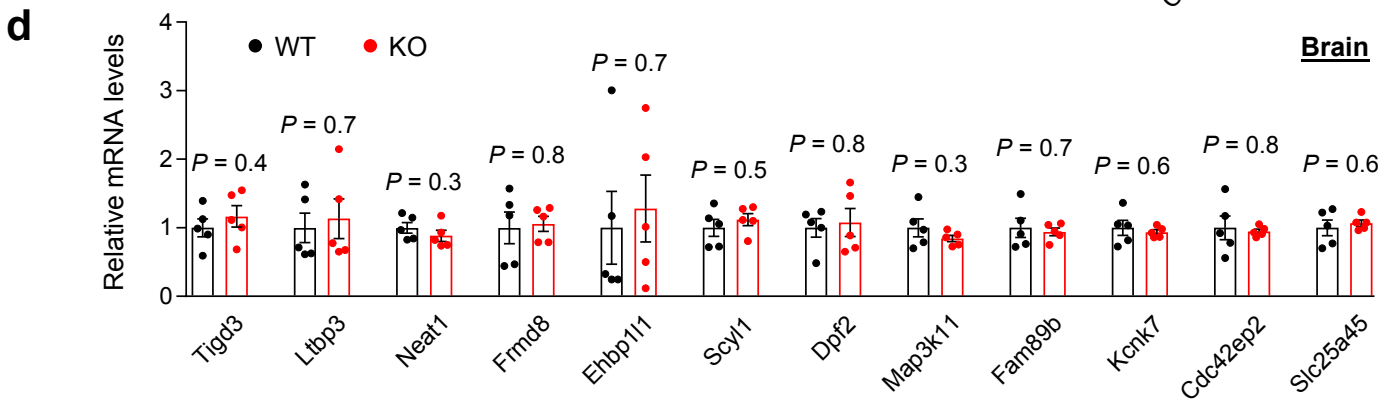 d
4
3
2
1
0
Relative mRNA levels
WT
KO
Brain
P = 0.4
P = 0.7
P = 0.3
P = 0.8
P = 0.7
P = 0.5
P = 0.8
P = 0.3
P = 0.7
P = 0.6
P = 0.8
P = 0.6
Tigd3
Ltbp3
Neat1
Frmd8
Ehbp1l1
Scyl1
Dpf2
Map3k11
Fam89b
Kcnk7
Cdc42ep2
Slc25a45